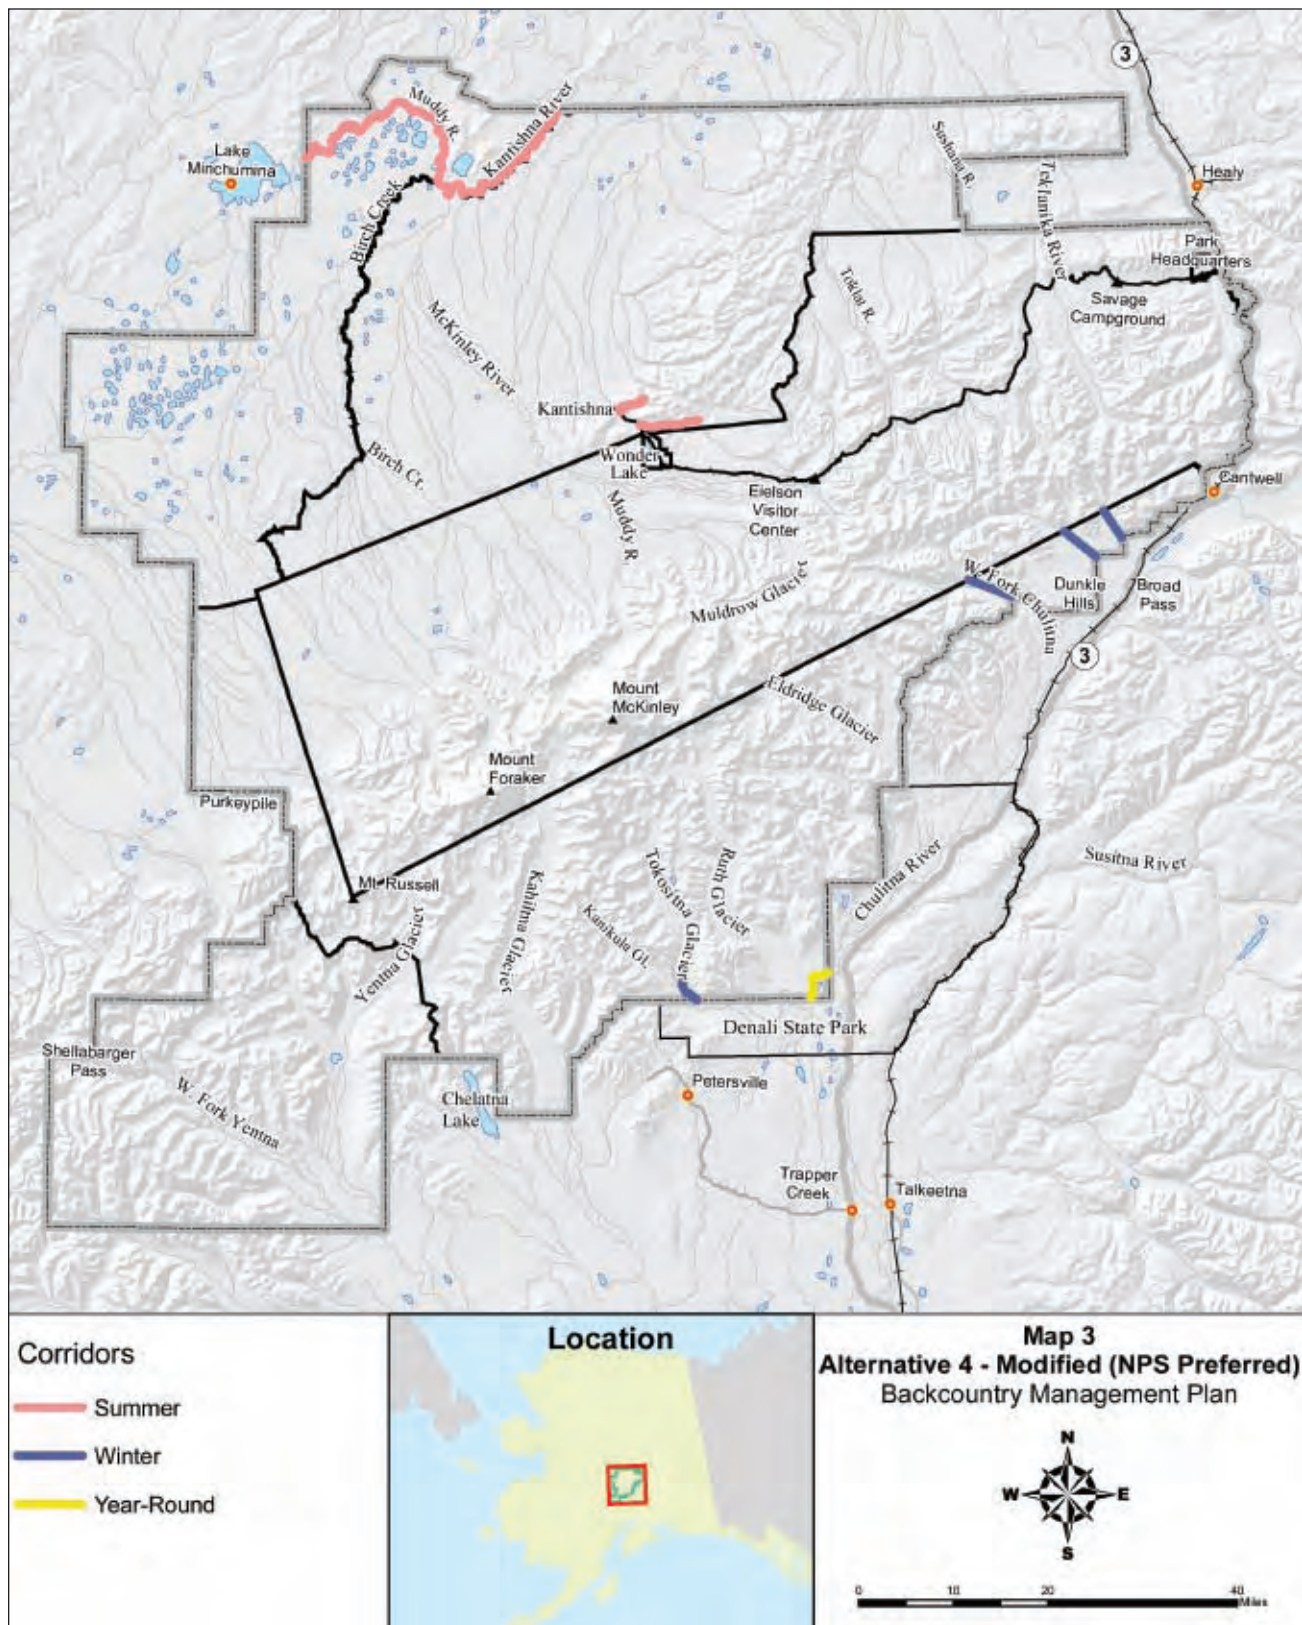 3
Muddy R.
Kantishna River
Lake
Minchumina
Sushana R.
Teklanika River
Healy
Birch Creek
Park
Headquarters
Toklat R.
Savage
Campground
McKinley River
Kantishna
Birch Cr.
Wonder
Lake
Eielson
Visitor
Center
Cantwell
Muddy R.
W. Fork Chulitna
Dunkle
Hills
Broad
Pass
Muldrow Glacier
3
Mount
McKinley
Eldridge Glacier
Mount
Foraker
Purkeypile
Susitna River
Chulitna River
Ruth Glacier
Tokositna Glacier
Mt. Russell
Kahiltna Glacier
Kanikula Gl.
Yentna Glacier
Denali State Park
Shellabarger
Pass
W. Fork Yentna
Chelatna
Lake
Petersville
Trapper
Creek
Talkeetna
Corridors
Summer
Winter
Year-Round
Location
Map 3
Alternative 4 - Modified (NPS Preferred)
Backcountry Management Plan
N
W E
S
0 10 20 40
Miles